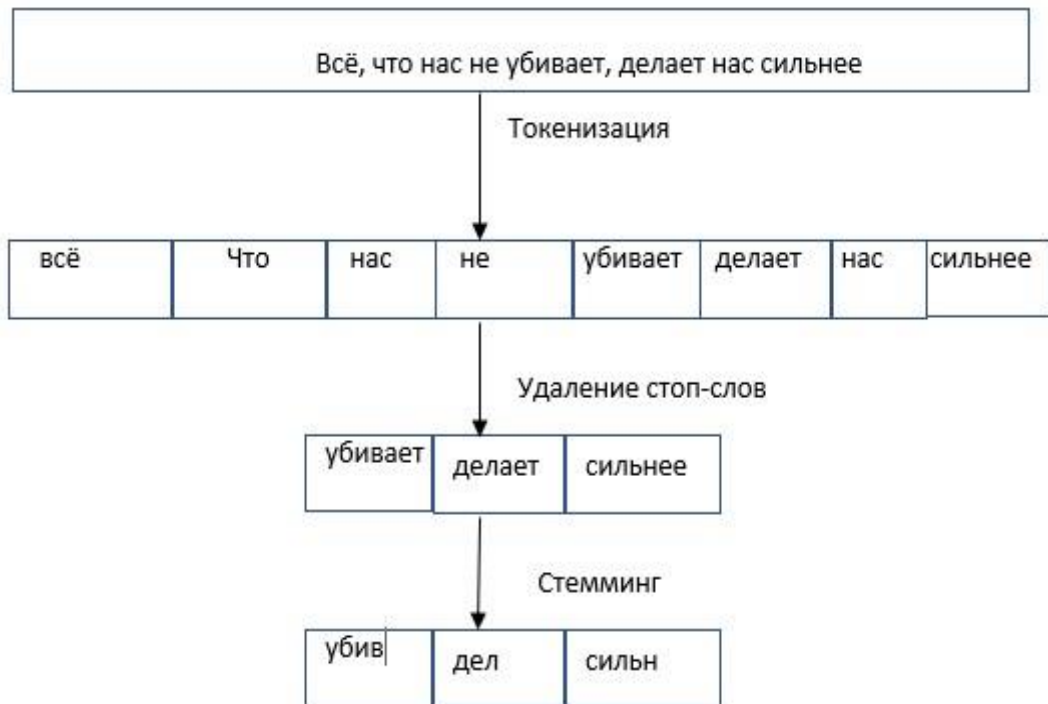 Всё, что нас не убивает, делает нас сильнее
Токенизация
всё Что нас не убивает делает нас сильнее
Удаление стоп-слов
убивает делает сильнее
Стемминг
убив дел сильн